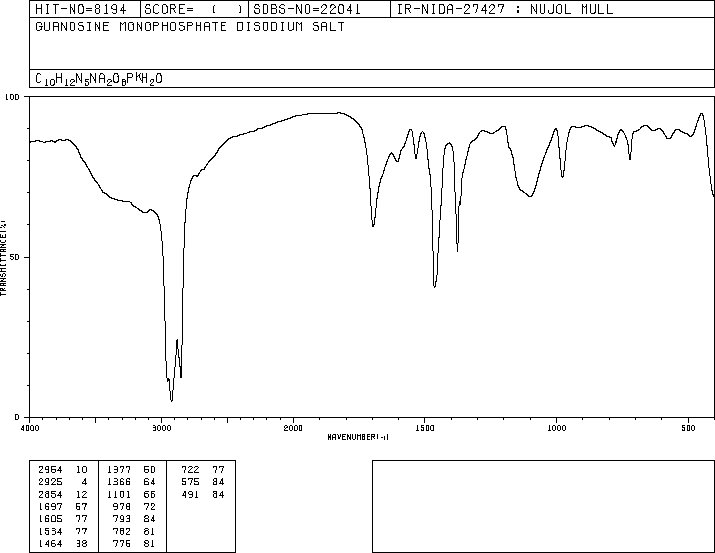 HIT-NO=8194 SCORE= ( ) SDBS-NO=22041 IR-NIDA-27427 : NUJOL MULL
GUANOSINE MONOPHOSPHATE DISODIUM SALT
C10H12N5NA2O8P*H2O
100
50
0
TRANSMITTANCE(%)
4000 3000 2000 1500 1000 500
WAVENUMBER(-1)
2954 10 1377 50 722 77
2925 4 1366 64 575 84
2854 12 1101 66 491 84
1697 57 978 72
1605 77 793 84
1534 77 782 81
1464 38 776 81